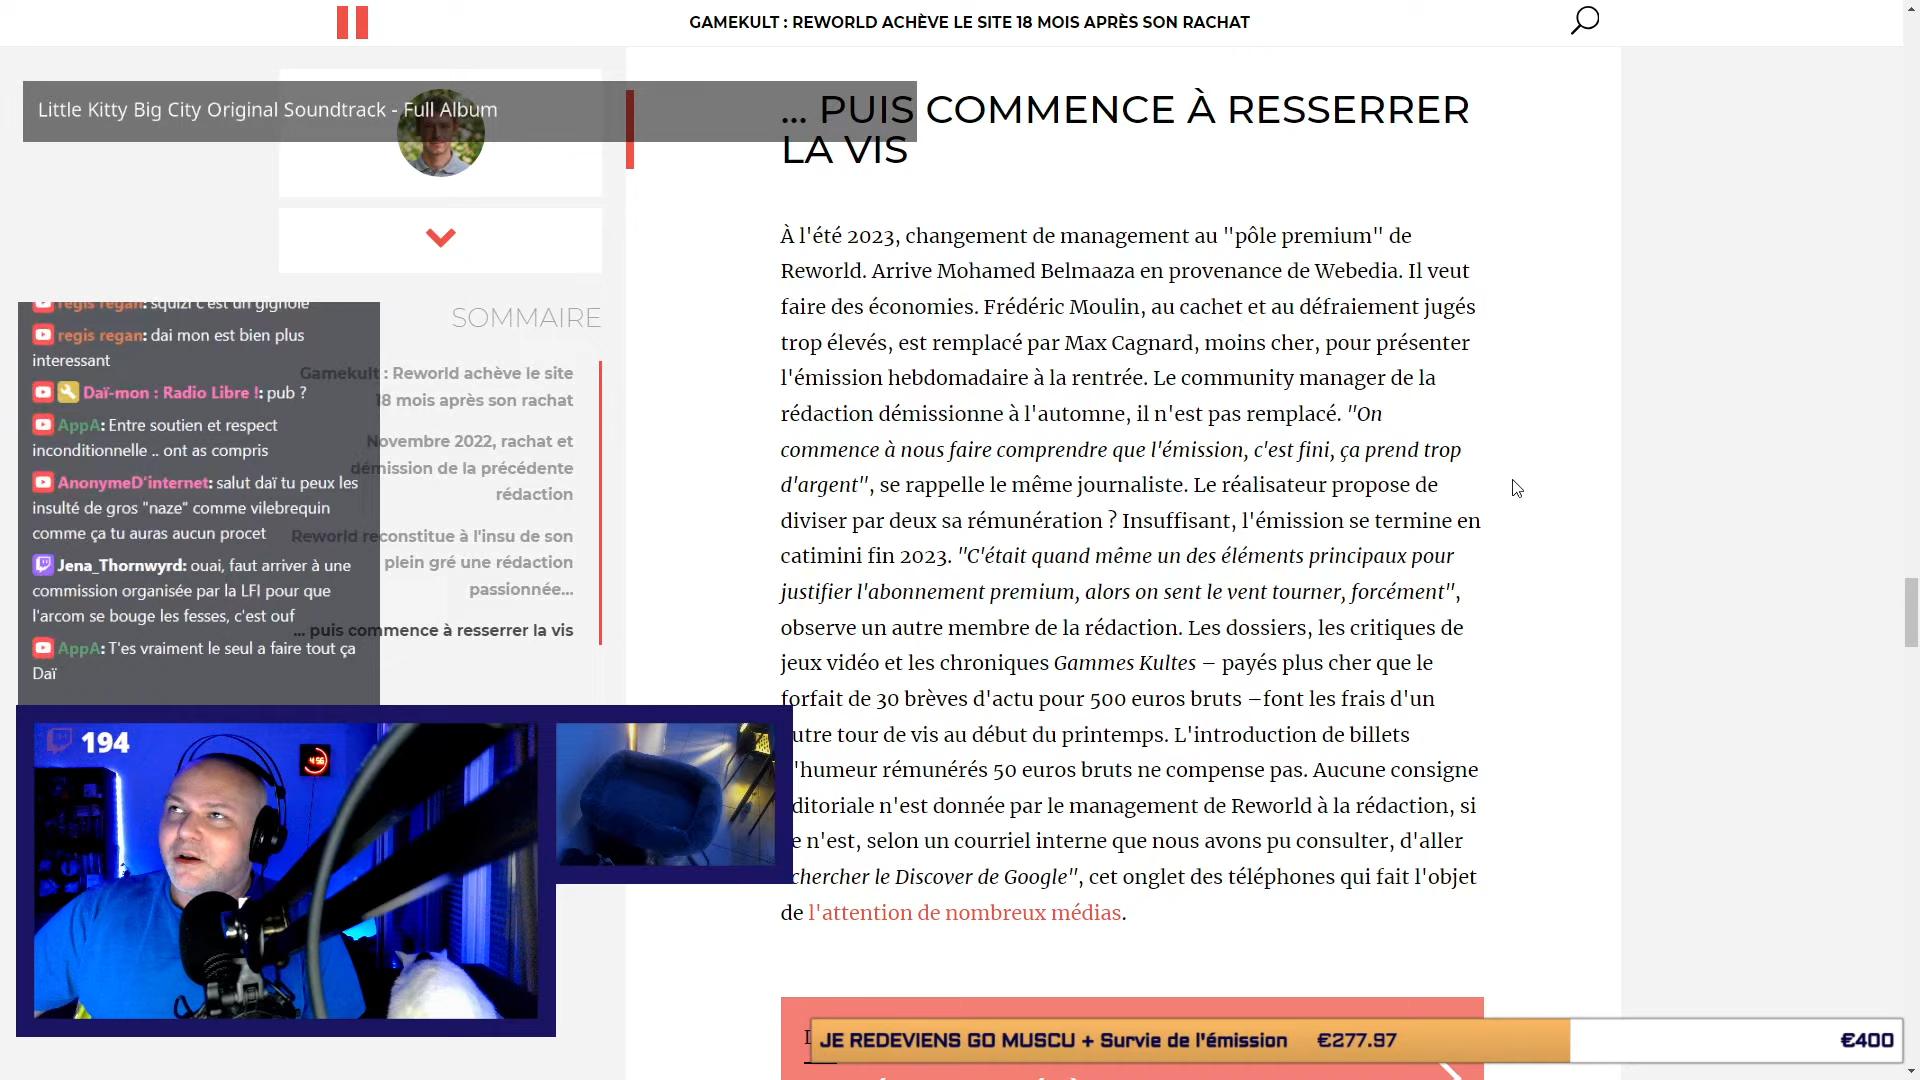 GAMEKULT : REWORLD ACHÈVE LE SITE 18 MOIS APRÈS SON RACHAT
Little Kitty Big City Original Soundtrack - Full Album
... PUIS COMMENCE À RESSERRER
LA VIS
À l'été 2023, changement de management au "pôle premium" de
Reworld. Arrive Mohamed Belmaaza en provenance de Webedia. Il veut
faire des économies. Frédéric Moulin, au cachet et au défraiement jugés
trop élevés, est remplacé par Max Cagnard, moins cher, pour présenter
l'émission hebdomadaire à la rentrée. Le community manager de la
rédaction démissionne à l'automne, il n'est pas remplacé. "On
commence à nous faire comprendre que l'émission, c'est fini, ça prend trop
d'argent", se rappelle le même journaliste. Le réalisateur propose de
diviser par deux sa rémunération ? Insuffisant, l'émission se termine en
catimini fin 2023. "C'était quand même un des éléments principaux pour
justifier l'abonnement premium, alors on sent le vent tourner, forcément",
observe un autre membre de la rédaction. Les dossiers, les critiques de
jeux vidéo et les chroniques Gammes Kultes – payés plus cher que le
forfait de 30 brèves d'actu pour 500 euros bruts –font les frais d'un
utre tour de vis au début du printemps. L'introduction de billets
'humeur rémunérés 50 euros bruts ne compense pas. Aucune consigne
ditoriale n'est donnée par le management de Reworld à la rédaction, si
e n'est, selon un courriel interne que nous avons pu consulter, d'aller
chercher le Discover de Google", cet onglet des téléphones qui fait l'objet
de l'attention de nombreux médias.
SOMMAIRE
Gamekult : Reworld achève le site
18 mois après son rachat
Novembre 2022, rachat et
démission de la précédente
rédaction
Reworld reconstitue à l'insu de son
plein gré une rédaction
passionnée...
... puis commence à resserrer la vis
regis regan: squizi c'est un gignole
regis regan: dai mon est bien plus
interessant
Daï-mon : Radio Libre !: pub ?
AppA: Entre soutien et respect
inconditionnelle .. ont as compris
AnonymeD'internet: salut daï tu peux les
insulté de gros "naze" comme vilebrequin
comme ça tu auras aucun procet
Jena_Thornwyrd: ouai, faut arriver à une
commission organisée par la LFI pour que
l'arcom se bouge les fesses, c'est ouf
AppA: T'es vraiment le seul a faire tout ça
Daï
194
JE REDEVIENS GO MUSCU + Survie de l'émission €277.97 €400